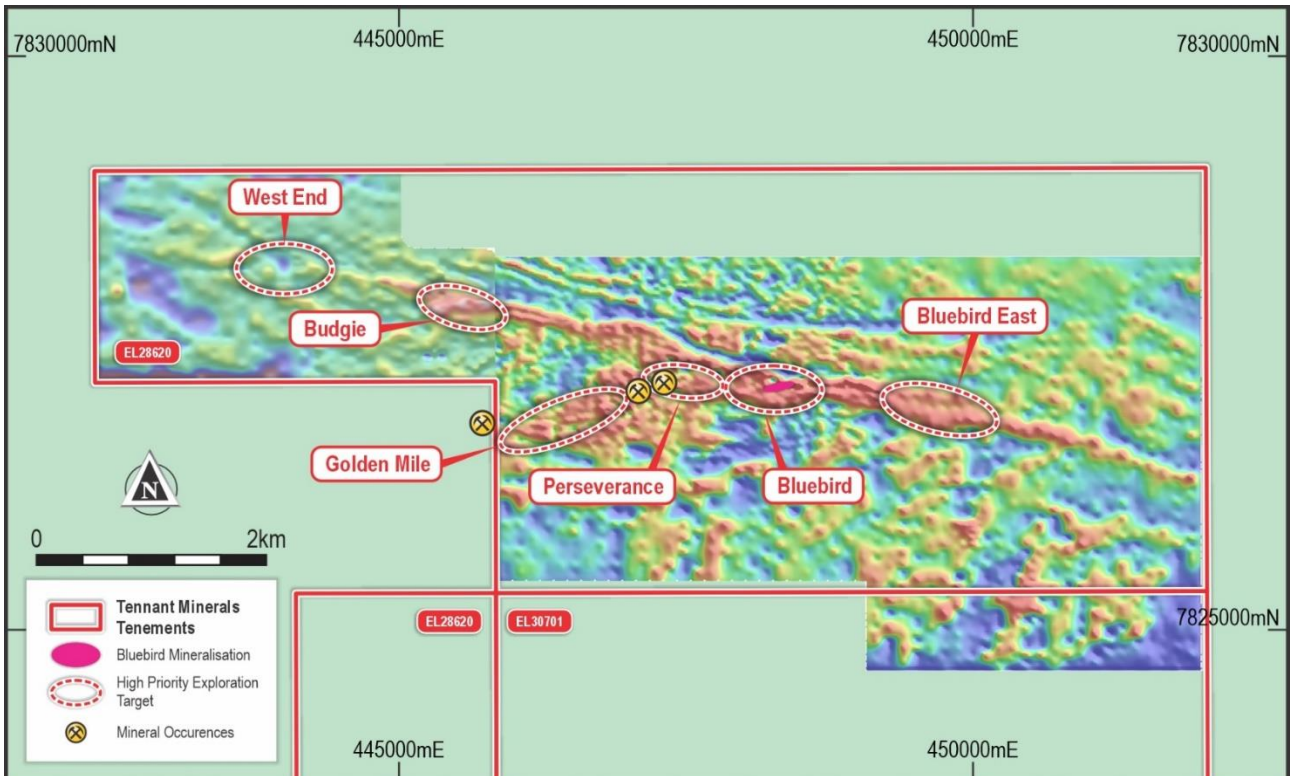 7830000mN
445000mE
450000mE
7830000mN
West End
Budgie
Bluebird East
EL28620
Golden Mile
Perseverance
Bluebird
N
0
2km
Tennant Minerals
Tenements
Bluebird Mineralisation
High Priority Exploration
Target
Mineral Occurences
EL28620
EL30701
7825000mN
445000mE
450000mE